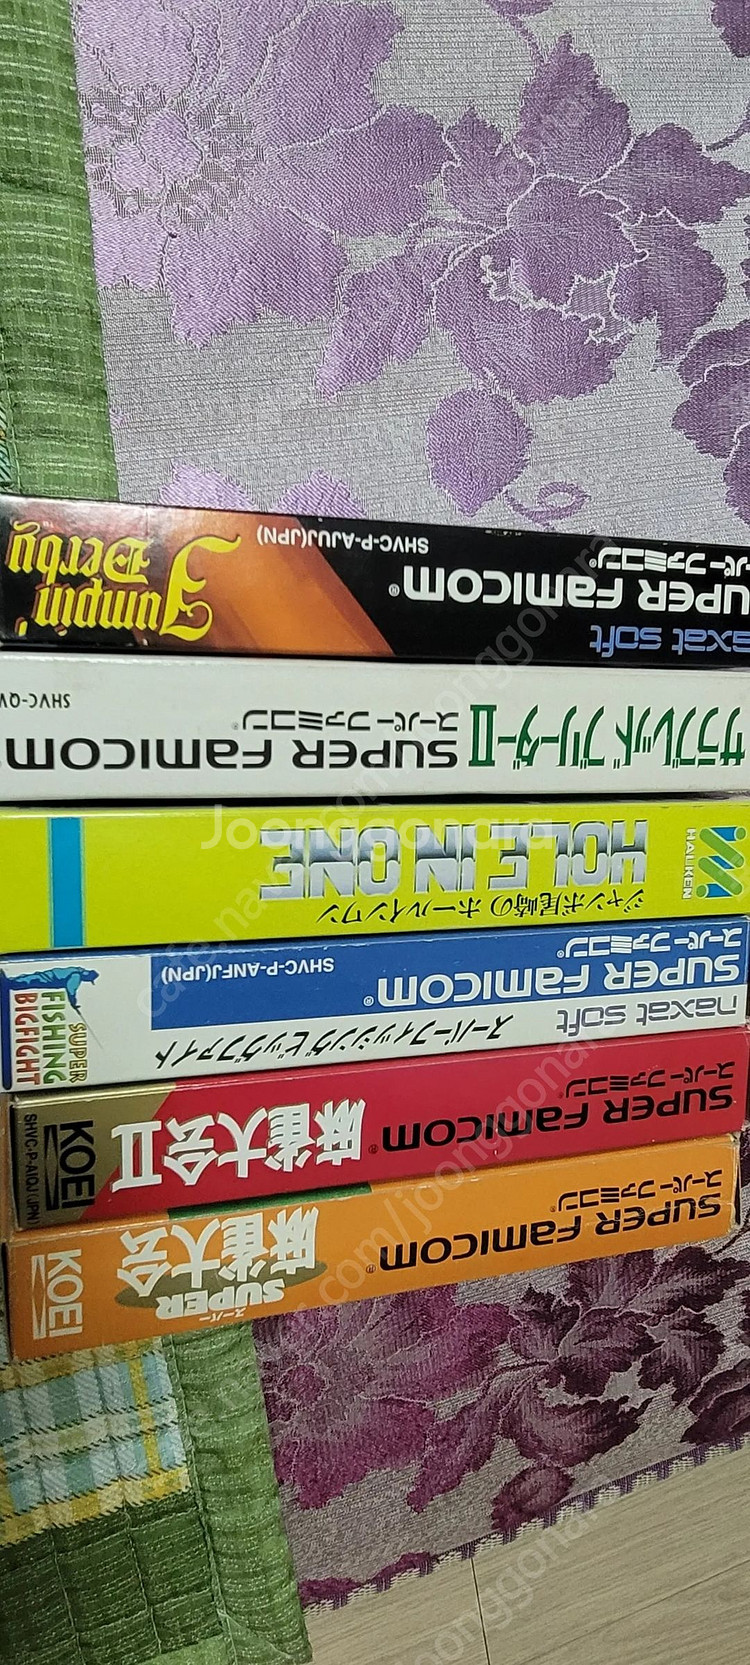 Jumpin'
Derby
SHVC-P-AJUJ(JPN)
スーパーファミコン
SUPER FAMICOM®
naxat soft
サラブレッドブリーダーII
スーパーファミコン®
SUPER FAMICOM
SHVC-QV
HALKEN
HOLE IN ONE
ジャンボ尾崎のホールインワン
スーパーファミコン®
SUPER FAMICOM®
SHVC-P-ANFJ(JPN)
naxat soft
スーパーフィッシング ビッグファイト
SUPER
FISHING
BIGFIGHT
スーパーファミコン®
SUPER FAMICOM®
麻雀大会II
KOEI
SHVC-P-AIQJ(JPN)
スーパーファミコン®
SUPER FAMICOM®
スーパー
SUPER
麻雀大会
KOEI
Joonggonara